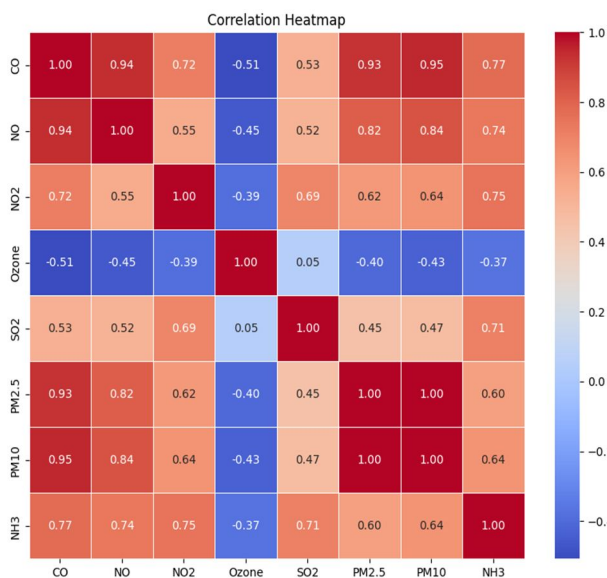 Correlation Heatmap
CO 1.00 0.94 0.72 -0.51 0.53 0.93 0.95 0.77
NO 0.94 1.00 0.55 -0.45 0.52 0.82 0.84 0.74
NO2 0.72 0.55 1.00 -0.39 0.69 0.62 0.64 0.75
Ozone -0.51 -0.45 -0.39 1.00 0.05 -0.40 -0.43 -0.37
SO2 0.53 0.52 0.69 0.05 1.00 0.45 0.47 0.71
PM2.5 0.93 0.82 0.62 -0.40 0.45 1.00 1.00 0.60
PM10 0.95 0.84 0.64 -0.43 0.47 1.00 1.00 0.64
NH3 0.77 0.74 0.75 -0.37 0.71 0.60 0.64 1.00
CO NO NO2 Ozone SO2 PM2.5 PM10 NH3
1.0
0.8
0.6
0.4
0.2
0.0
-0.
-0.